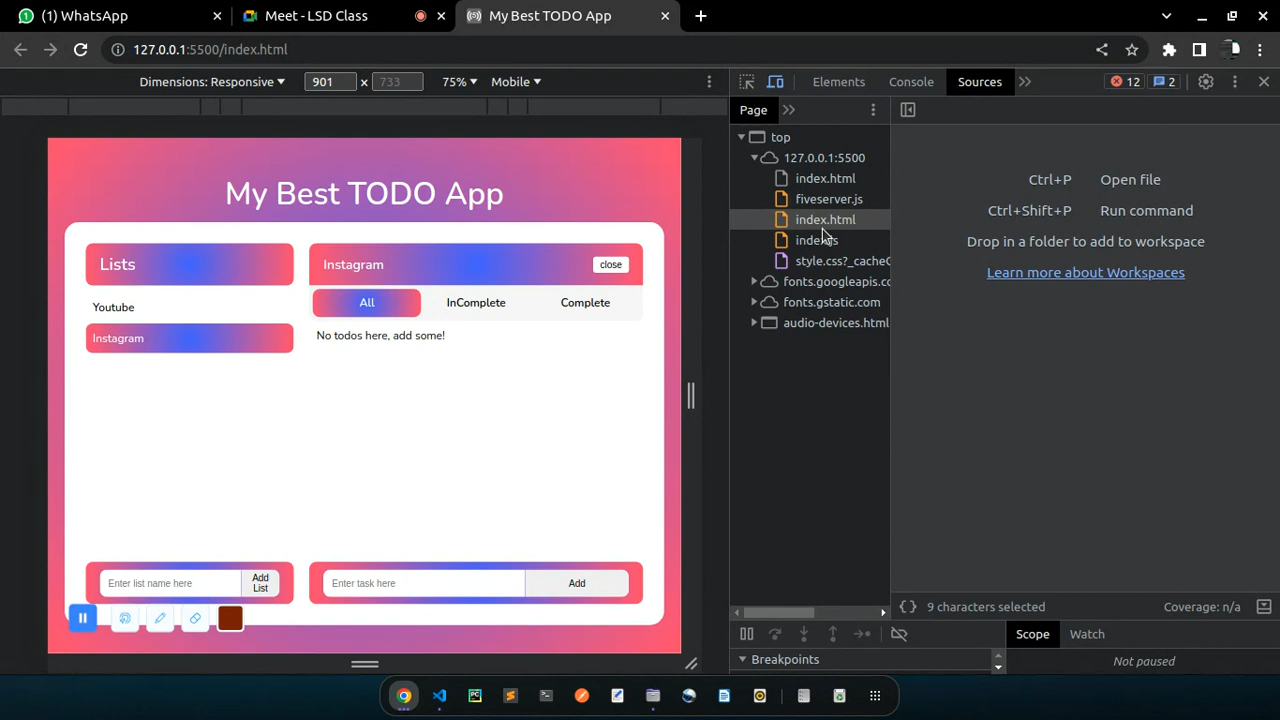 (1) WhatsApp
Meet - LSD Class
My Best TODO App
127.0.0.1:5500/index.html
Dimensions: Responsive
901 x 733
75%
Mobile
Elements
Console
Sources
12
2
Page
top
127.0.0.1:5500
index.html
fiveserver.js
index.html
index.js
style.css?_cacheO
fonts.googleapis.co
fonts.gstatic.com
audio-devices.html
Ctrl+P Open file
Ctrl+Shift+P Run command
Drop in a folder to add to workspace
Learn more about Workspaces
My Best TODO App
Lists
Youtube
Instagram
Instagram
close
All
InComplete
Complete
No todos here, add some!
Enter list name here
Add
List
Enter task here
Add
{ } 9 characters selected
Coverage: n/a
Scope
Watch
Breakpoints
Not paused